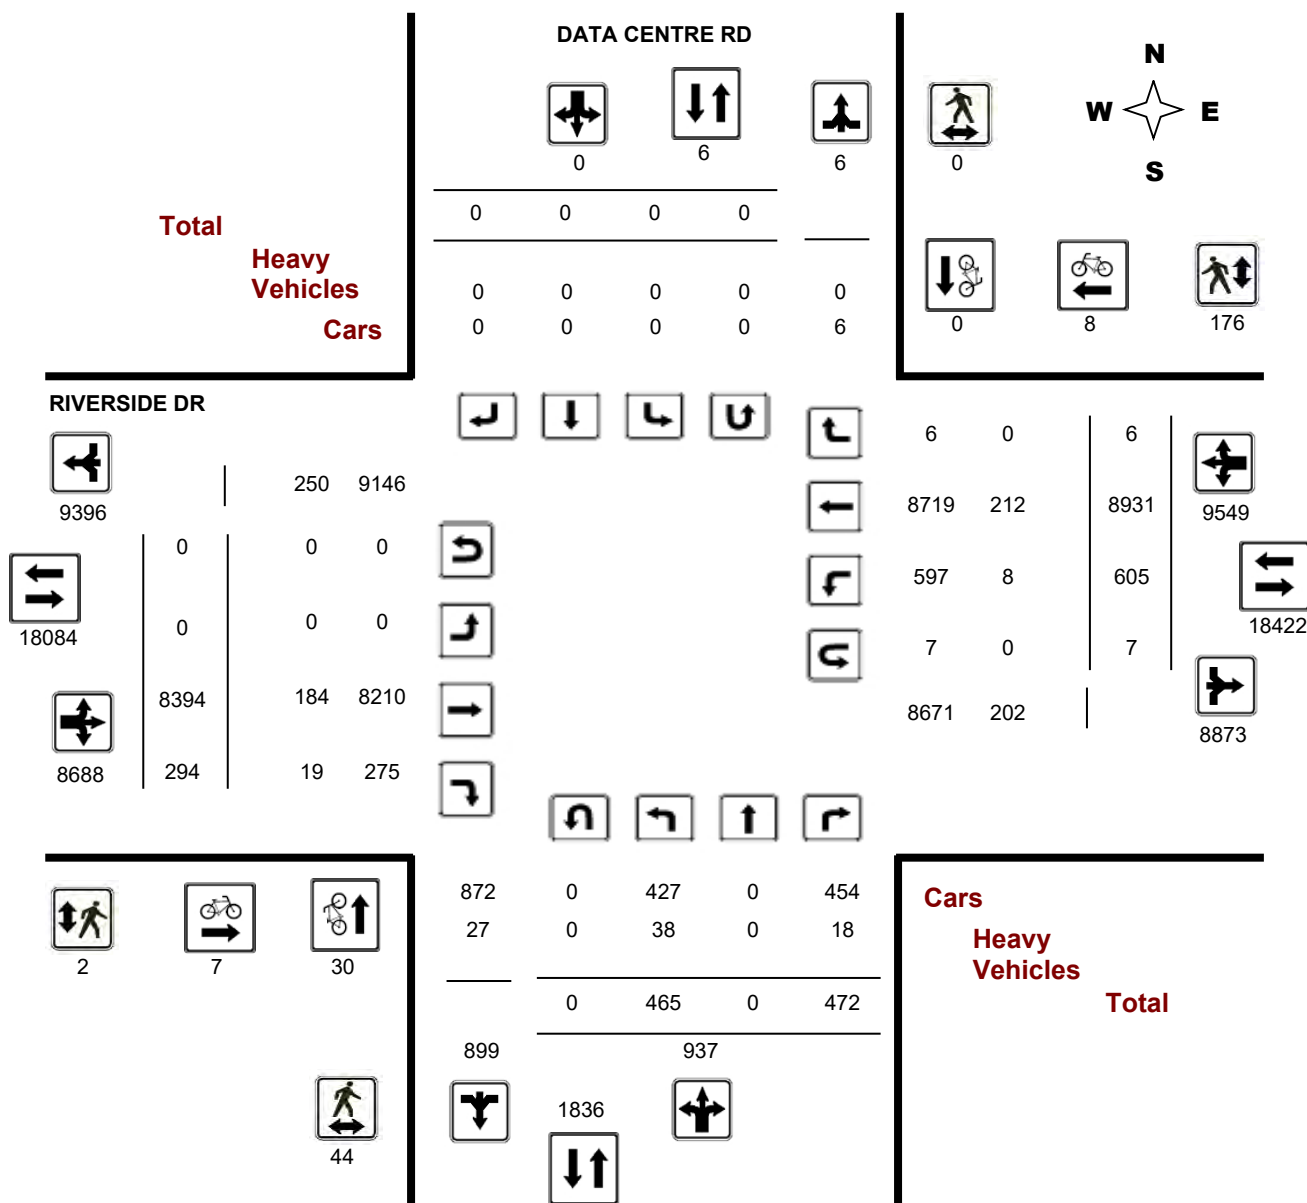 DATA CENTRE RD
N
W E
S
0 6 6 0
Total 0 0 0 0
Heavy
Vehicles 0 0 0 0 0
Cars 0 0 0 0 6
0 8 176
RIVERSIDE DR
6 0 6
250 9146
9396
8719 212 8931
9549
0 0 0
597 8 605
18084
18422
0 0 0
7 0 7
8394 184 8210
8671 202
8873
8688 294 19 275
872 0 427 0 454
Cars
27 0 38 0 18
Heavy
Vehicles
2 7 30
0 465 0 472
Total
899 937
1836
44